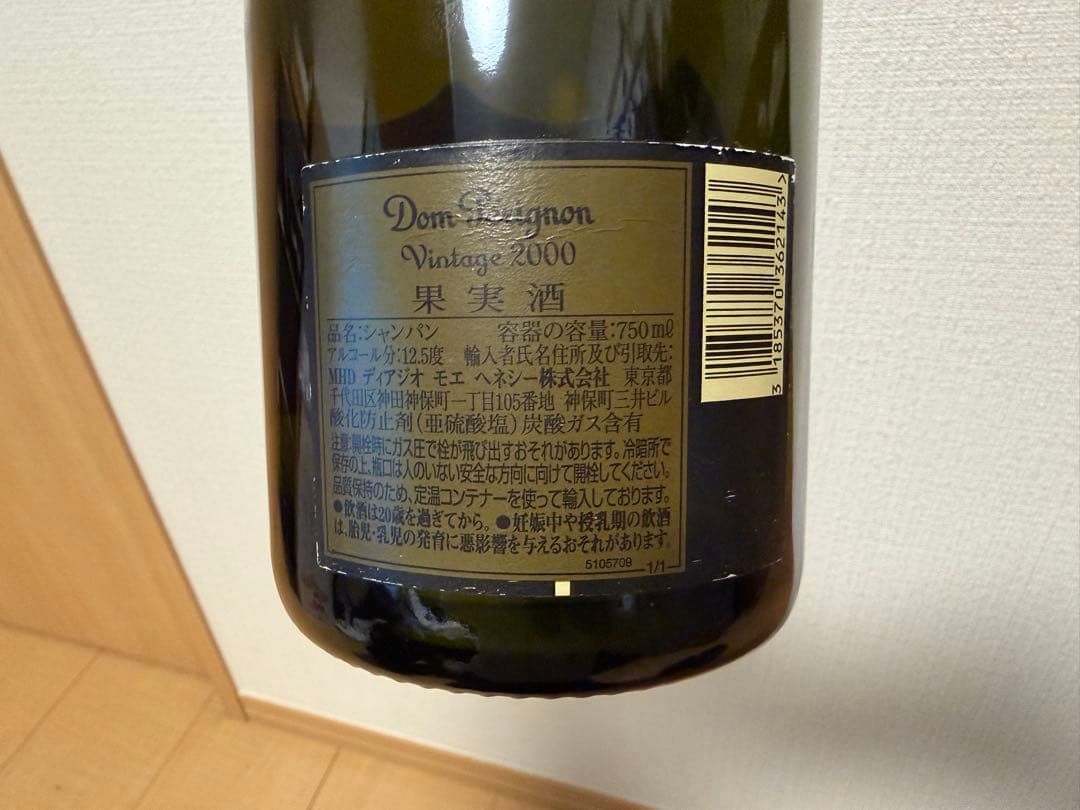 Dom Pérignon
Vintage 2000
果実酒
品名:シャンパン 容器の容量:750㎖
アルコール分:12.5度 輸入者氏名住所及び引取先:
MHD ディアジオ モエ ヘネシー株式会社 東京都
千代田区神田神保町一丁目105番地 神保町三井ビル
酸化防止剤(亜硫酸塩)炭酸ガス含有
注意:開栓時にガス圧で栓が飛び出すおそれがあります。冷暗所で
保存の上、瓶口は人のいない安全な方向に向けて開栓してください。
品質保持のため、定温コンテナーを使って輸入しております。
●飲酒は20歳を過ぎてから。●妊娠中や授乳期の飲酒
は、胎児・乳児の発育に悪影響を与えるおそれがあります。
5105709
1/1
3 185370 362143 >